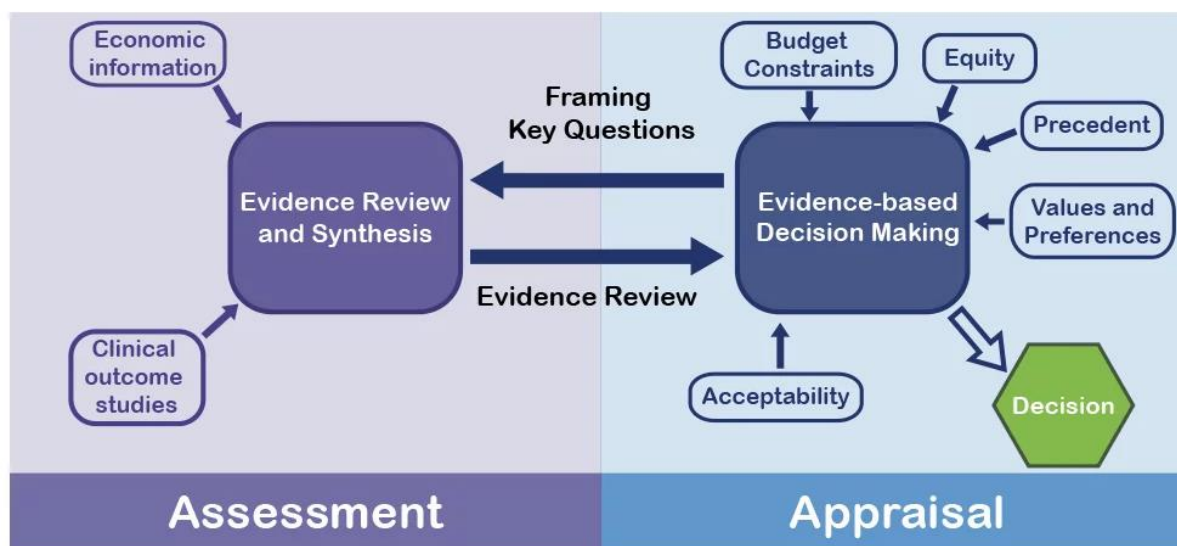 Economic
information
Clinical
outcome
studies
Evidence Review
and Synthesis
Framing
Key Questions
Evidence Review
Budget
Constraints
Equity
Precedent
Values and
Preferences
Evidence-based
Decision Making
Acceptability
Decision
Assessment
Appraisal